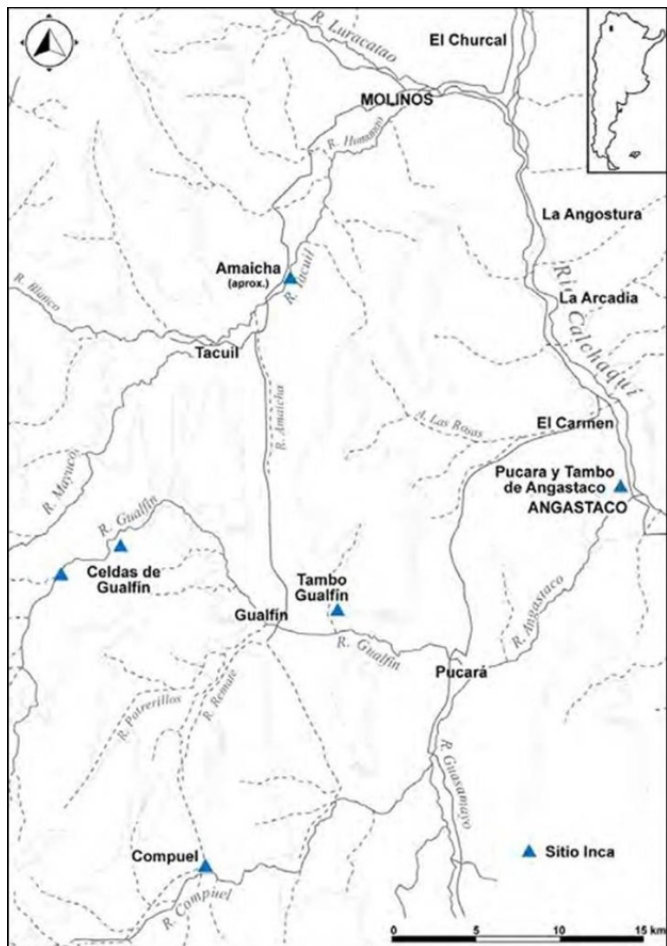 R. Luracatao
El Churcal
MOLINOS
R. Humanao
La Angostura
Amaicha
(aprox.)
R. Tacuil
Río Calchaquí
La Arcadia
R. Blanco
Tacuil
R. Amaicha
A. Las Rosas
El Carmen
R. Mayuco
Pucara y Tambo
de Angastaco
ANGASTACO
R. Gualfín
Celdas de
Gualfín
Tambo
Gualfín
Gualfín
R. Gualfín
R. Angastaco
Pucará
R. Potrerillos
R. Remate
R. Guasamayo
Compuel
Sitio Inca
R. Compuel
0 5 10 15 km